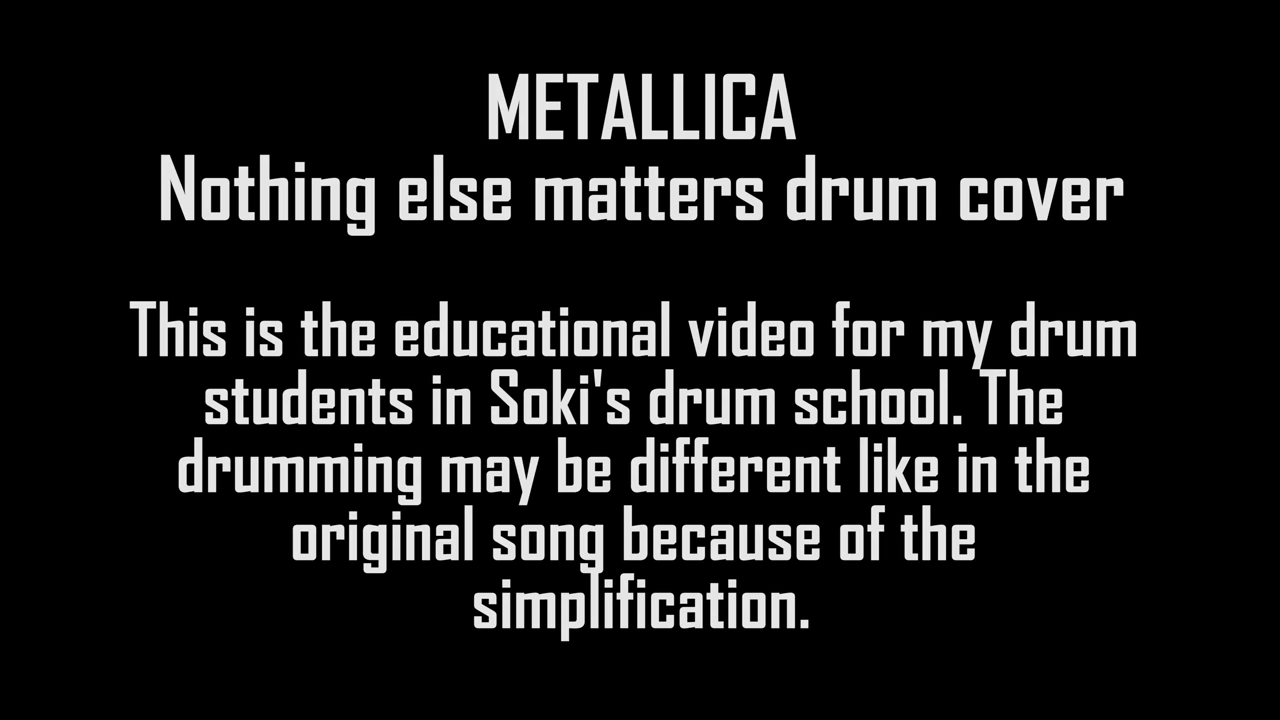 METALLICA
Nothing else matters drum cover
This is the educational video for my drum
students in Soki's drum school. The
drumming may be different like in the
original song because of the
simplification.